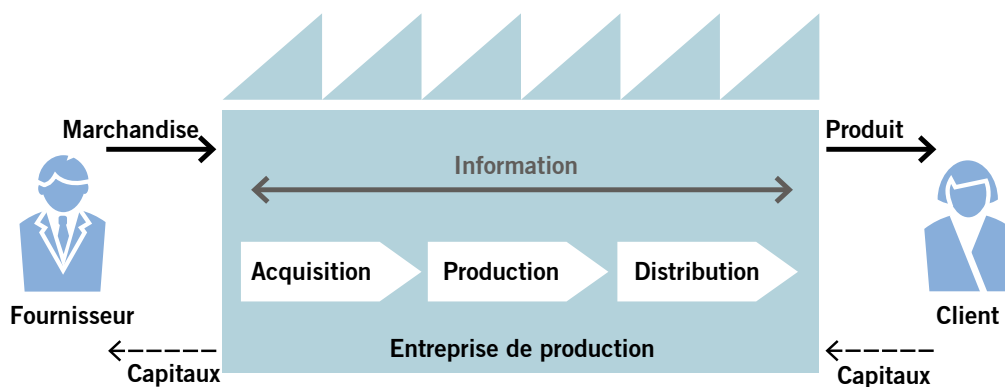 Marchandise
Produit
Information
Acquisition
Production
Distribution
Fournisseur
Client
Entreprise de production
Capitaux
Capitaux